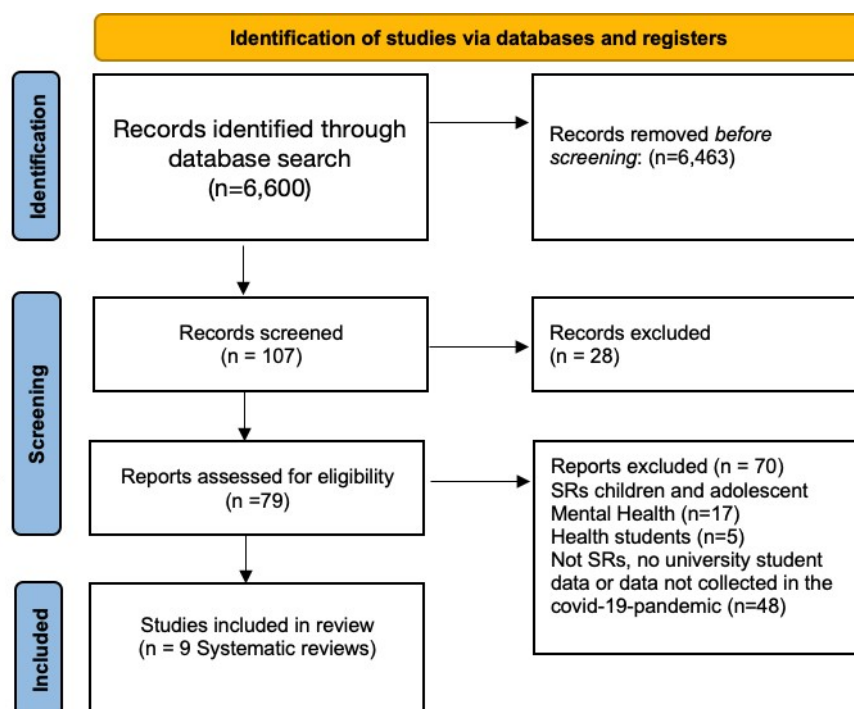 Identification of studies via databases and registers
Identification
Records identified through
database search
(n=6,600)
Records removed before
screening: (n=6,463)
Screening
Records screened
(n = 107)
Records excluded
(n = 28)
Reports assessed for eligibility
(n =79)
Reports excluded (n = 70)
SRs children and adolescent
Mental Health (n=17)
Health students (n=5)
Not SRs, no university student
data or data not collected in the
covid-19-pandemic (n=48)
Included
Studies included in review
(n = 9 Systematic reviews)